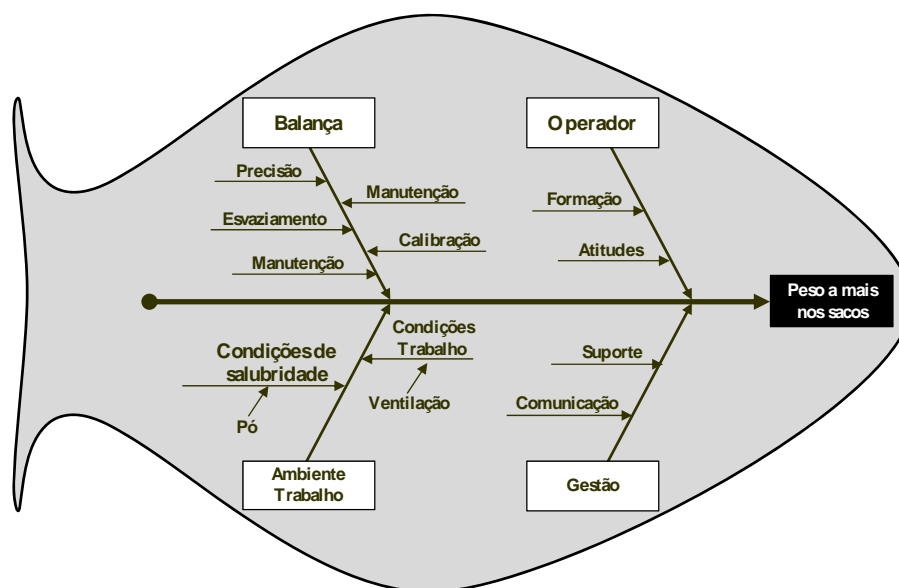 Balança
Operador
Precisão
Manutenção
Esvaziamento
Calibração
Manutenção
Formação
Atitudes
Peso a mais
nos sacos
Condições
Trabalho
Condições de
salubridade
Ventilação
Pó
Suporte
Comunicação
Ambiente
Trabalho
Gestão